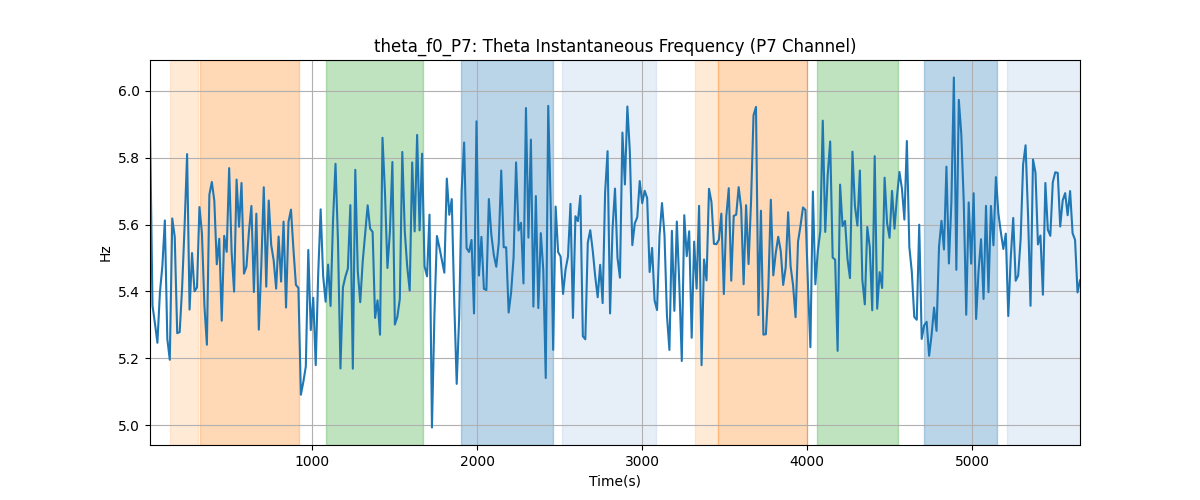 theta_f0_P7: Theta Instantaneous Frequency (P7 Channel)
6.0
5.8
5.6
5.4
5.2
5.0
Hz
1000 2000 3000 4000 5000
Time(s)